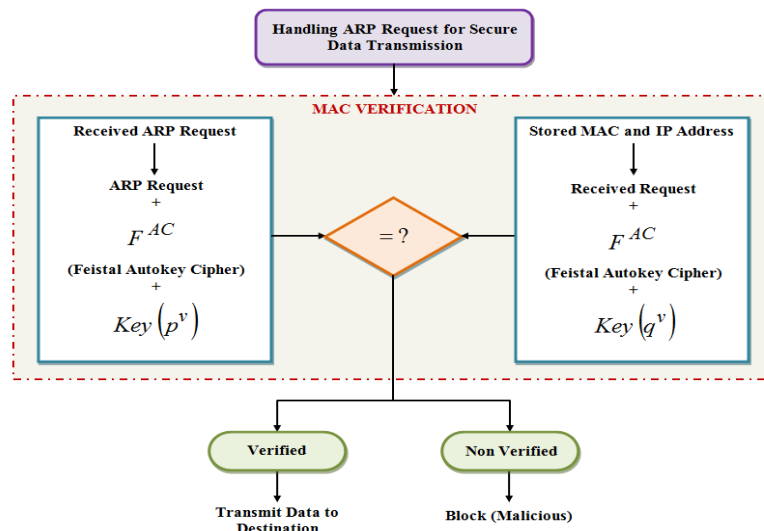 Handling ARP Request for Secure
Data Transmission
MAC VERIFICATION
Received ARP Request
ARP Request
+
F^{AC}
(Feistal Autokey Cipher)
+
Key(p^v)
= ?
Stored MAC and IP Address
Received Request
+
F^{AC}
(Feistal Autokey Cipher)
+
Key(q^v)
Verified
Non Verified
Transmit Data to
Destination
Block (Malicious)